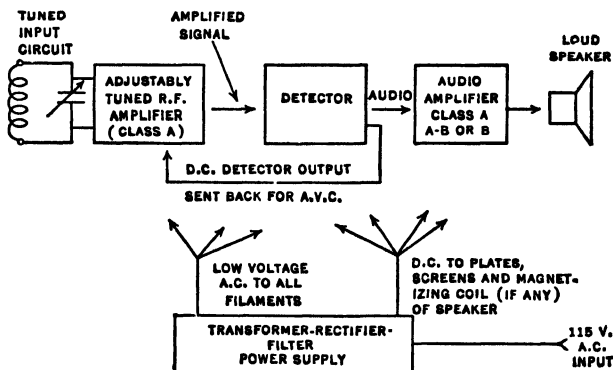 TUNED
INPUT
CIRCUIT
AMPLIFIED
SIGNAL
LOUD
SPEAKER
ADJUSTABLY
TUNED R.F.
AMPLIFIER
(CLASS A)
DETECTOR
AUDIO
AUDIO
AMPLIFIER
CLASS A
A-B OR B
D.C. DETECTOR OUTPUT
SENT BACK FOR A.V.C.
LOW VOLTAGE
A.C. TO ALL
FILAMENTS
D.C. TO PLATES,
SCREENS AND MAGNET-
IZING COIL (IF ANY)
OF SPEAKER
TRANSFORMER-RECTIFIER-
FILTER
POWER SUPPLY
115 V.
A.C.
INPUT